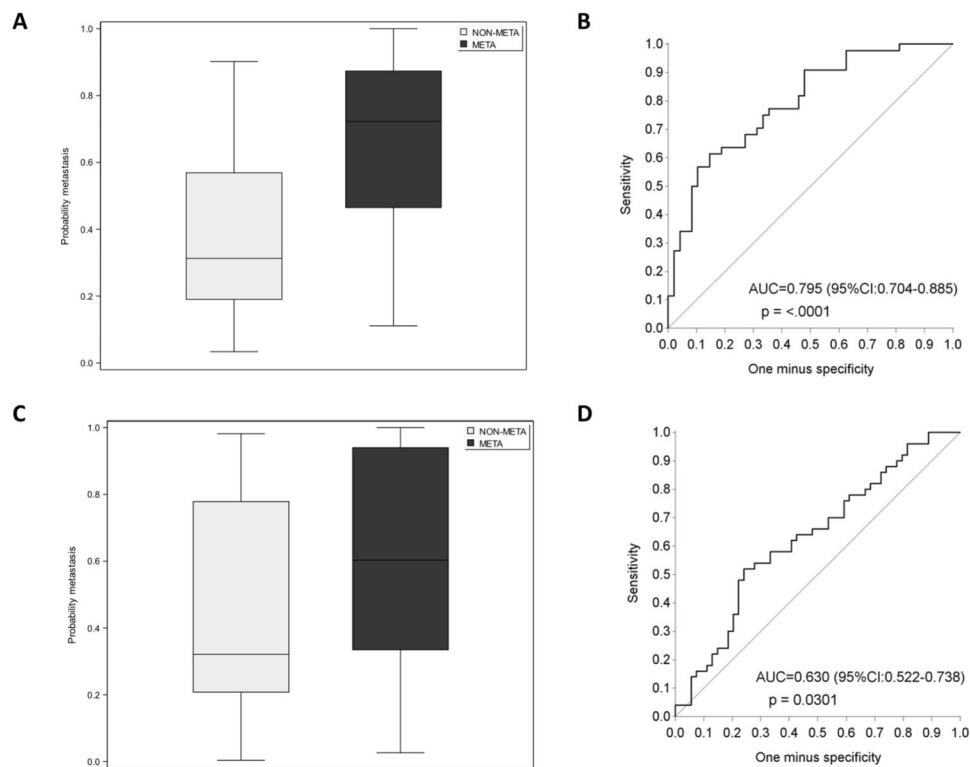 A
Probability metastasis
1.0
0.8
0.6
0.4
0.2
0.0
NON-META
META
B
Sensitivity
1.0
0.9
0.8
0.7
0.6
0.5
0.4
0.3
0.2
0.1
0.0
AUC=0.795 (95%CI:0.704-0.885)
p = <.0001
0.0 0.1 0.2 0.3 0.4 0.5 0.6 0.7 0.8 0.9 1.0
One minus specificity
C
Probability metastasis
1.0
0.8
0.6
0.4
0.2
0.0
NON-META
META
D
Sensitivity
1.0
0.9
0.8
0.7
0.6
0.5
0.4
0.3
0.2
0.1
0.0
AUC=0.630 (95%CI:0.522-0.738)
p = 0.0301
0.0 0.1 0.2 0.3 0.4 0.5 0.6 0.7 0.8 0.9 1.0
One minus specificity